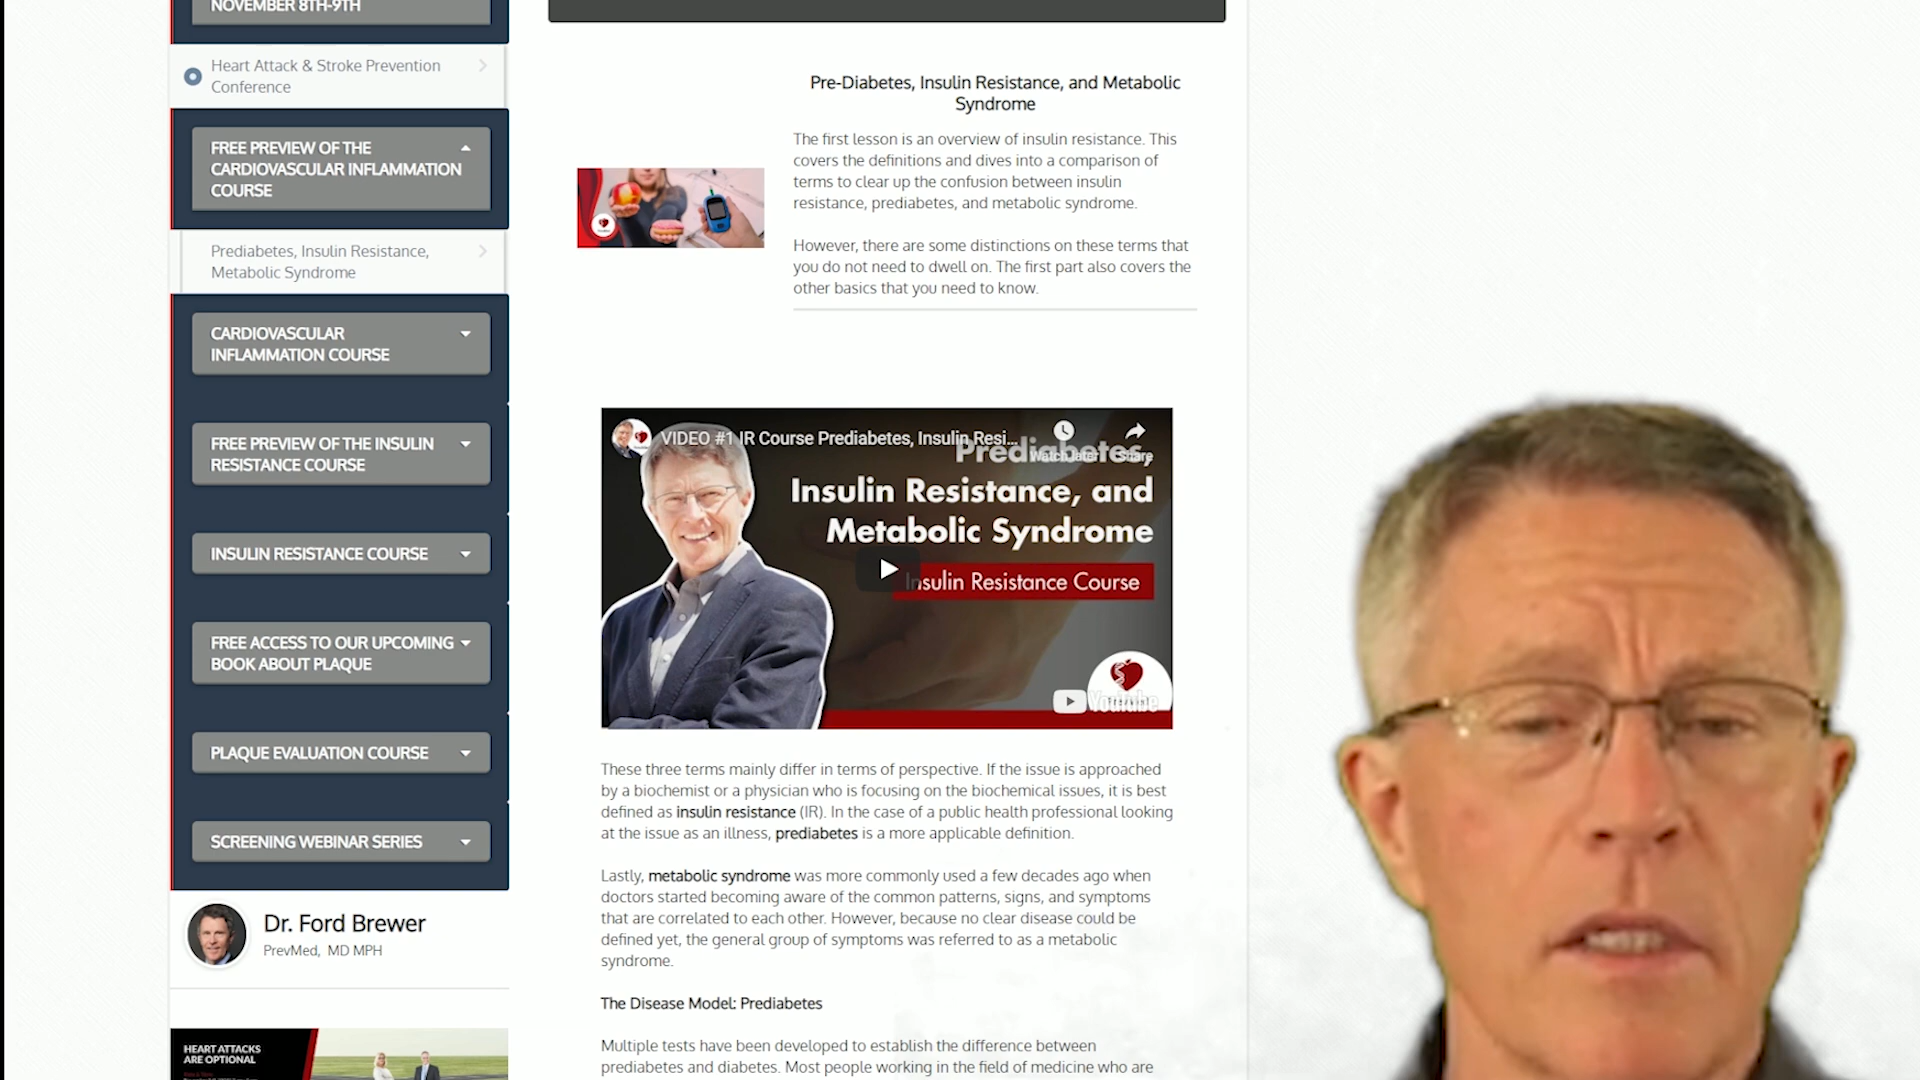 NOVEMBER 8TH-9TH
Heart Attack & Stroke Prevention
Conference
FREE PREVIEW OF THE
CARDIOVASCULAR INFLAMMATION
COURSE
Prediabetes, Insulin Resistance,
Metabolic Syndrome
CARDIOVASCULAR
INFLAMMATION COURSE
FREE PREVIEW OF THE INSULIN
RESISTANCE COURSE
INSULIN RESISTANCE COURSE
FREE ACCESS TO OUR UPCOMING
BOOK ABOUT PLAQUE
PLAQUE EVALUATION COURSE
SCREENING WEBINAR SERIES
Dr. Ford Brewer
PrevMed, MD MPH
HEART ATTACKS
ARE OPTIONAL
Pre-Diabetes, Insulin Resistance, and Metabolic
Syndrome
The first lesson is an overview of insulin resistance. This
covers the definitions and dives into a comparison of
terms to clear up the confusion between insulin
resistance, prediabetes, and metabolic syndrome.
However, there are some distinctions on these terms that
you do not need to dwell on. The first part also covers the
other basics that you need to know.
VIDEO #1 IR Course Prediabetes, Insulin Resi...
Watch later
Share
Prediabetes,
Insulin Resistance, and
Metabolic Syndrome
Insulin Resistance Course
YouTube
These three terms mainly differ in terms of perspective. If the issue is approached
by a biochemist or a physician who is focusing on the biochemical issues, it is best
defined as insulin resistance (IR). In the case of a public health professional looking
at the issue as an illness, prediabetes is a more applicable definition.
Lastly, metabolic syndrome was more commonly used a few decades ago when
doctors started becoming aware of the common patterns, signs, and symptoms
that are correlated to each other. However, because no clear disease could be
defined yet, the general group of symptoms was referred to as a metabolic
syndrome.
The Disease Model: Prediabetes
Multiple tests have been developed to establish the difference between
prediabetes and diabetes. Most people working in the field of medicine who are